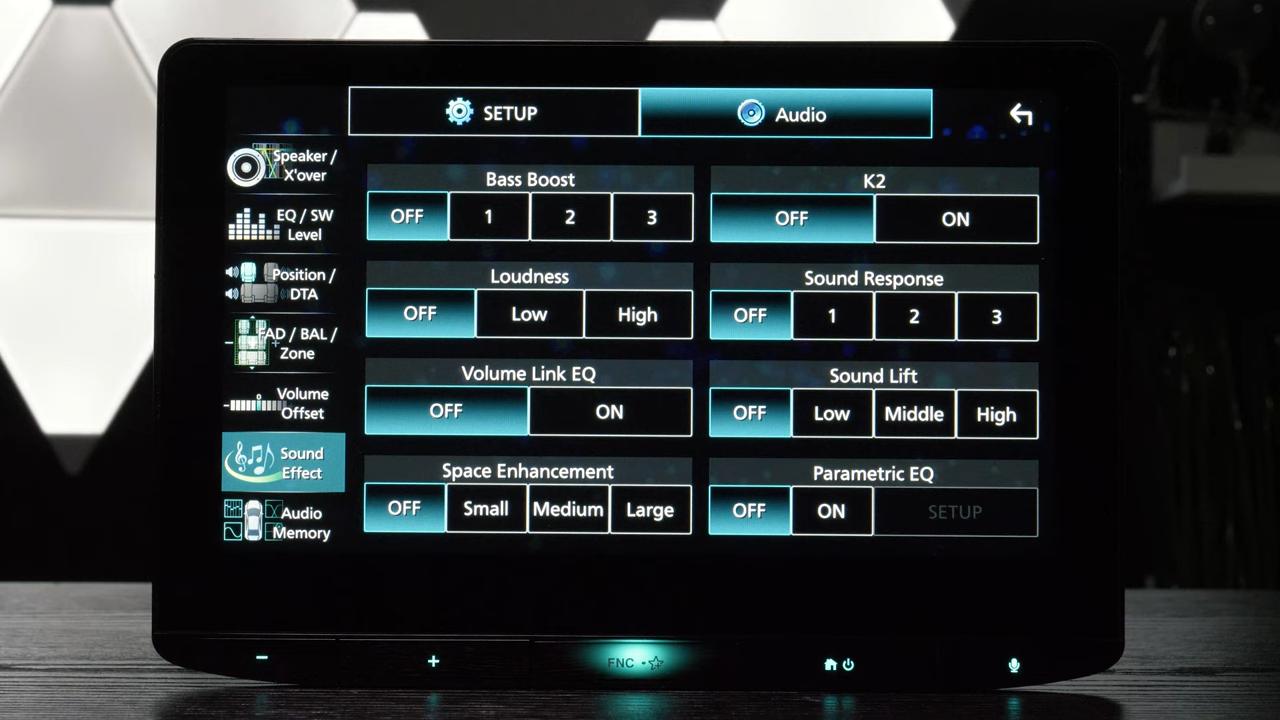 SETUP
Audio
Speaker /
X'over
EQ / SW
Level
Position /
DTA
FAD / BAL /
Zone
Volume
Offset
Sound
Effect
Audio
Memory
Bass Boost
OFF 1 2 3
K2
OFF ON
Loudness
OFF Low High
Sound Response
OFF 1 2 3
Volume Link EQ
OFF ON
Sound Lift
OFF Low Middle High
Space Enhancement
OFF Small Medium Large
Parametric EQ
OFF ON SETUP
− + FNC